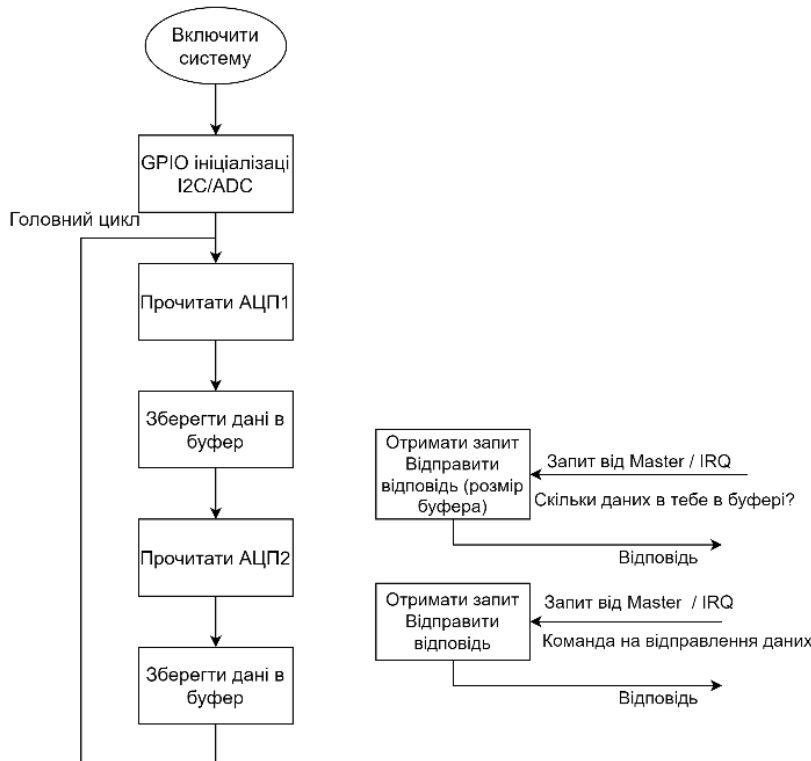 Включити
систему
GPIO ініціалізаці
I2C/ADC
Головний цикл
Прочитати АЦП1
Зберегти дані в
буфер
Прочитати АЦП2
Зберегти дані в
буфер
Отримати запит
Відправити
відповідь (розмір
буфера)
Запит від Master / IRQ
Скільки даних в тебе в буфері?
Відповідь
Отримати запит
Відправити
відповідь
Запит від Master / IRQ
Команда на відправлення даних
Відповідь